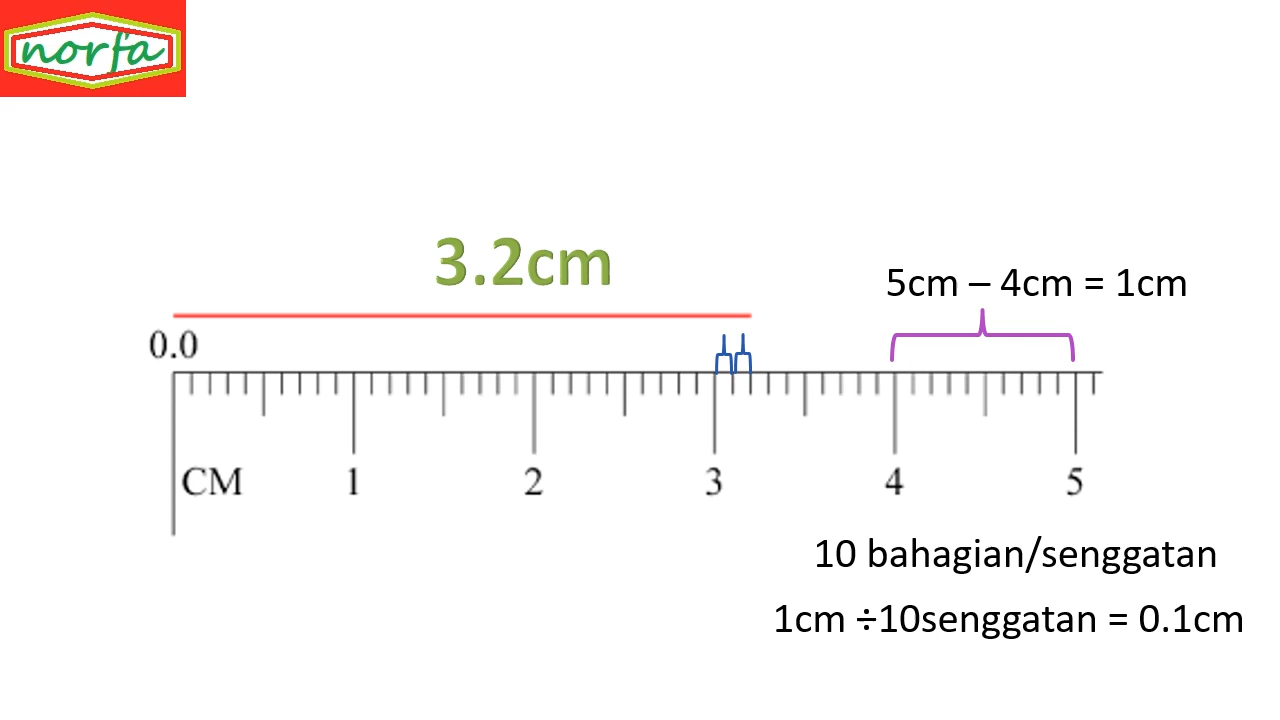 norfa
3.2cm
5cm – 4cm = 1cm
0.0
CM 1 2 3 4 5
10 bahagian/senggatan
1cm ÷10senggatan = 0.1cm